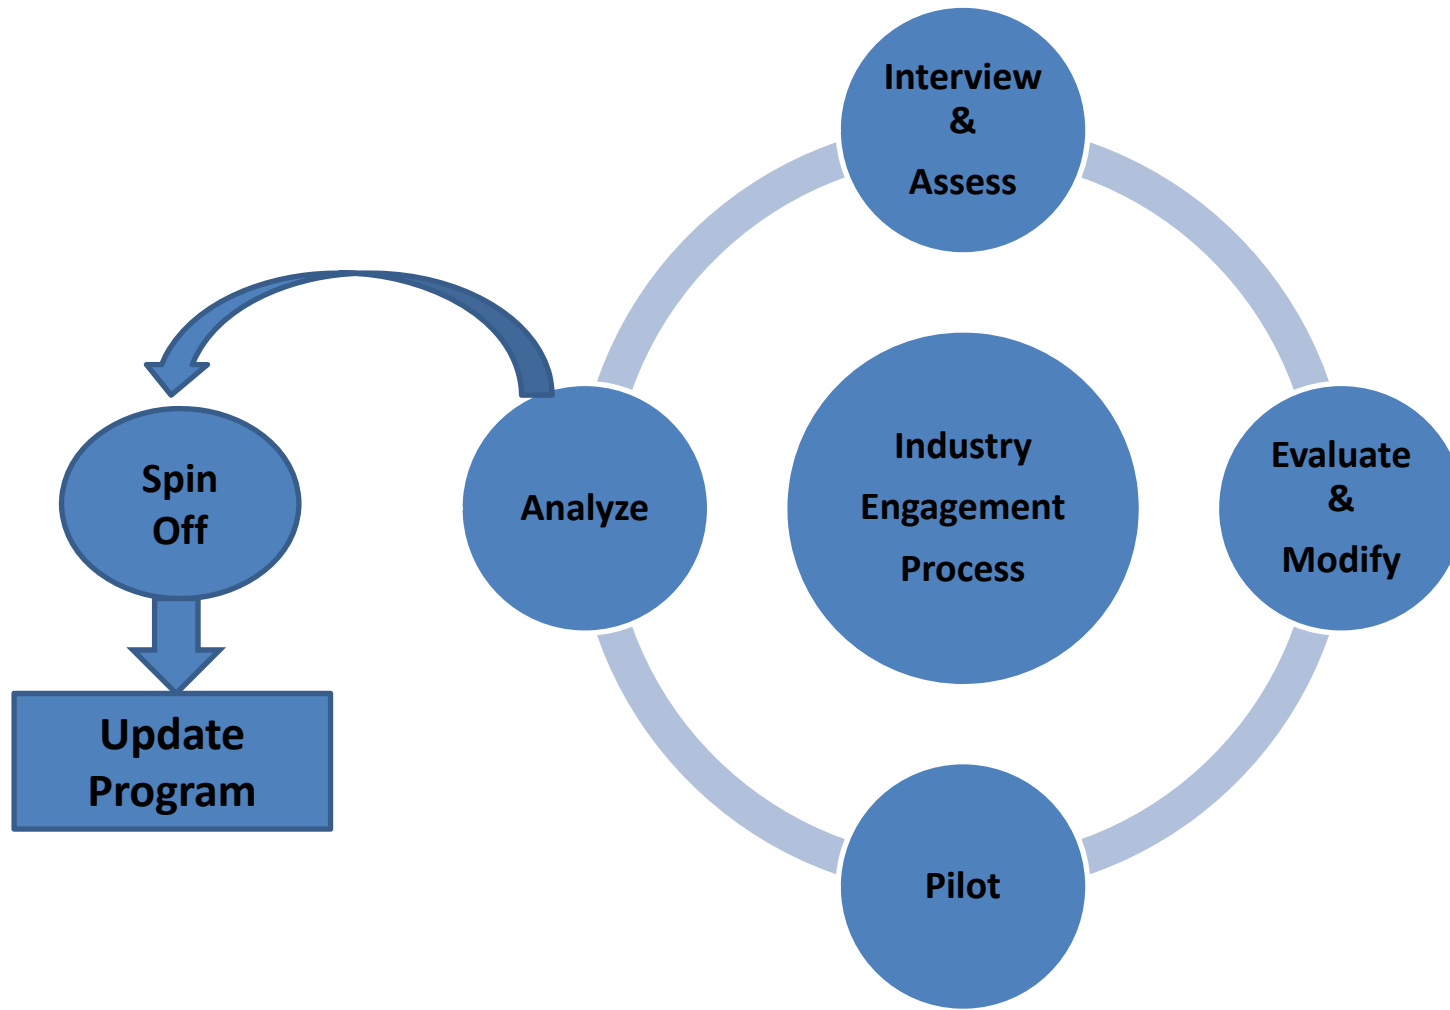 Interview
&
Assess
Industry
Engagement
Process
Evaluate
&
Modify
Analyze
Spin
Off
Update
Program
Pilot